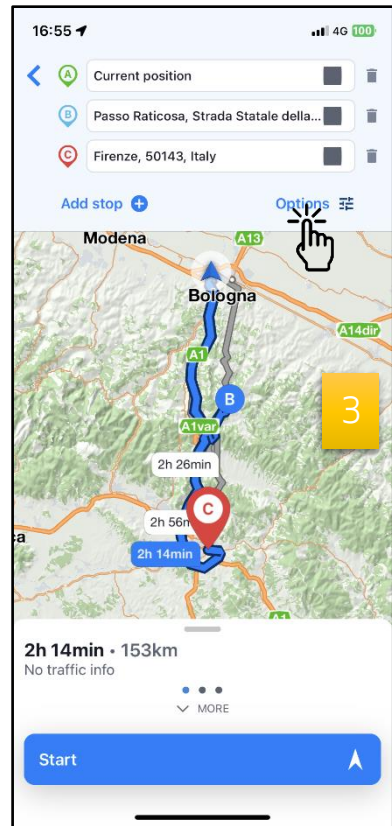 16:55
4G 100
A Current position
B Passo Raticosa, Strada Statale della...
C Firenze, 50143, Italy
Add stop
Options
Modena
A13
Bologna
A14dir
A1
B
3
A1var
2h 26min
C
2h 56m
2h 14min
a
A1
2h 14min • 153km
No traffic info
MORE
Start